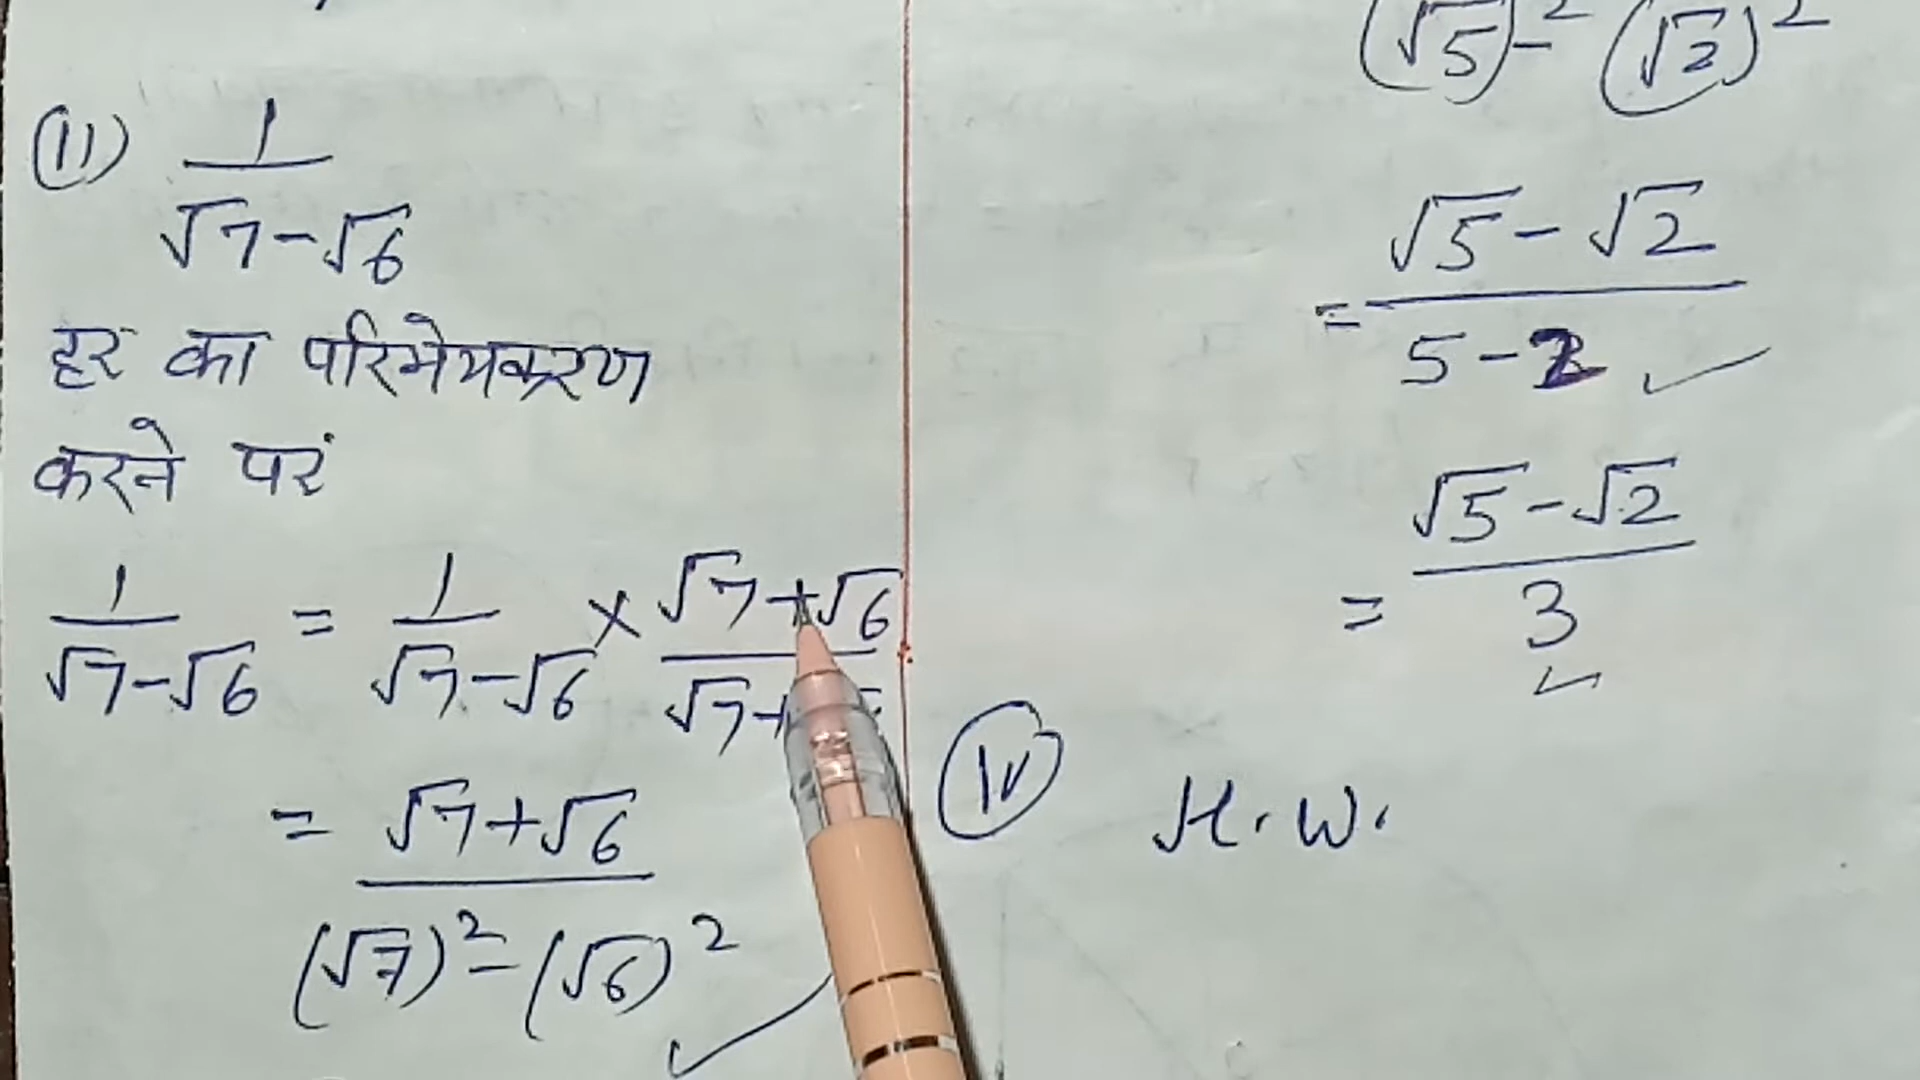 (11) 1
√7-√6
हर का परिमेयकरण
करने पर
1/(√7-√6) = 1/(√7-√6) × (√7+√6)/(√7+
= √7+√6
(√7)² - (√6)²
(√5)² - (√2)²
= (√5-√2)/(5-2)
= (√5-√2)/3
(iv) H.W.